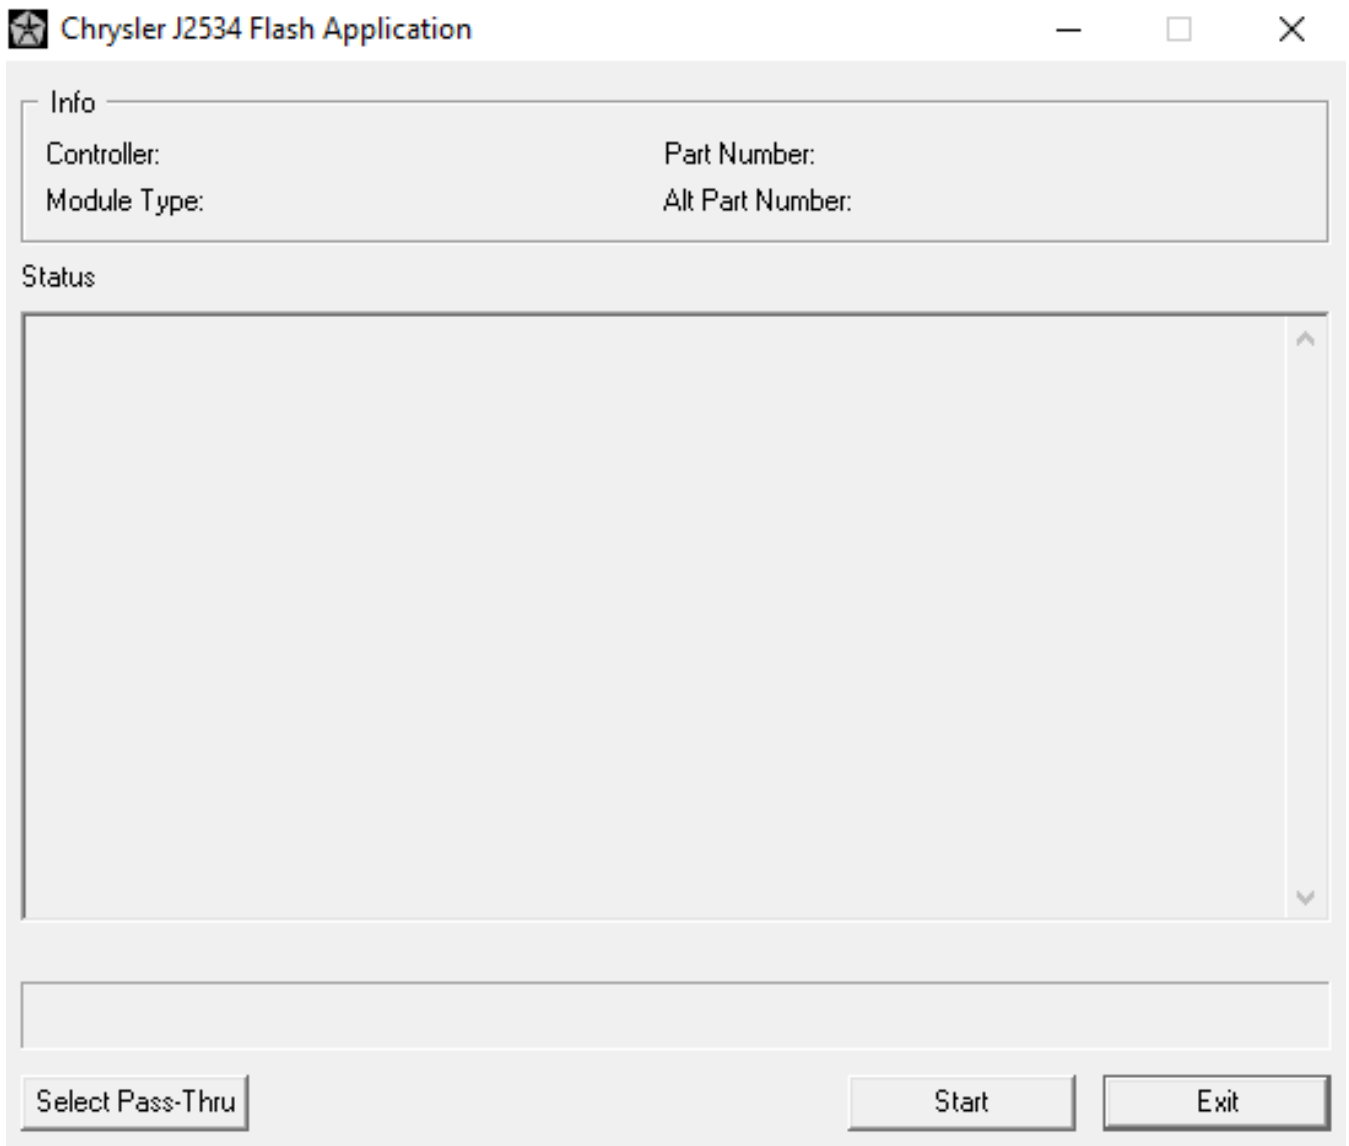 Chrysler J2534 Flash Application
Info
Controller: Part Number:
Module Type: Alt Part Number:
Status
Select Pass-Thru Start Exit